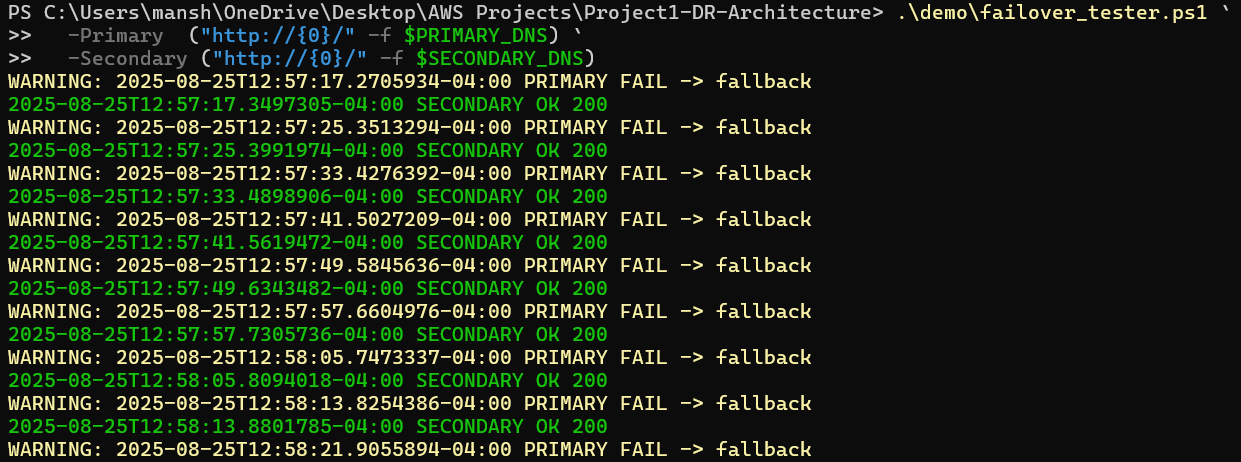 PS C:\Users\mansh\OneDrive\Desktop\AWS Projects\Project1-DR-Architecture> .\demo\failover_tester.ps1 `
>>   -Primary  ("http://{0}/" -f $PRIMARY_DNS) `
>>   -Secondary ("http://{0}/" -f $SECONDARY_DNS)
WARNING: 2025-08-25T12:57:17.2705934-04:00 PRIMARY FAIL -> fallback
2025-08-25T12:57:17.3497305-04:00 SECONDARY OK 200
WARNING: 2025-08-25T12:57:25.3513294-04:00 PRIMARY FAIL -> fallback
2025-08-25T12:57:25.3991974-04:00 SECONDARY OK 200
WARNING: 2025-08-25T12:57:33.4276392-04:00 PRIMARY FAIL -> fallback
2025-08-25T12:57:33.4898906-04:00 SECONDARY OK 200
WARNING: 2025-08-25T12:57:41.5027209-04:00 PRIMARY FAIL -> fallback
2025-08-25T12:57:41.5619472-04:00 SECONDARY OK 200
WARNING: 2025-08-25T12:57:49.5845636-04:00 PRIMARY FAIL -> fallback
2025-08-25T12:57:49.6343482-04:00 SECONDARY OK 200
WARNING: 2025-08-25T12:57:57.6604976-04:00 PRIMARY FAIL -> fallback
2025-08-25T12:57:57.7305736-04:00 SECONDARY OK 200
WARNING: 2025-08-25T12:58:05.7473337-04:00 PRIMARY FAIL -> fallback
2025-08-25T12:58:05.8094018-04:00 SECONDARY OK 200
WARNING: 2025-08-25T12:58:13.8254386-04:00 PRIMARY FAIL -> fallback
2025-08-25T12:58:13.8801785-04:00 SECONDARY OK 200
WARNING: 2025-08-25T12:58:21.9055894-04:00 PRIMARY FAIL -> fallback